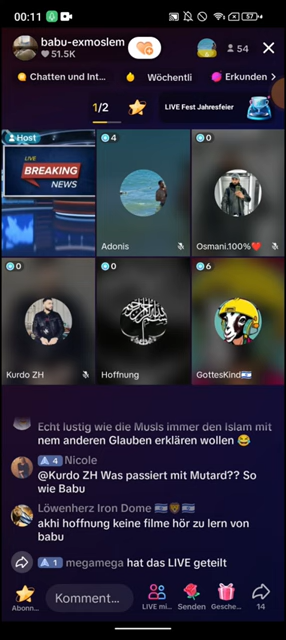 00:11
57
babu-exmoslem
51.5K
54
Chatten und Int...
Wöchentli
Erkunden >
1/2
LIVE Fest Jahresfeier
Host
LIVE
BREAKING
NEWS
4
Adonis
0
Osmani.100%❤️
0
Kurdo ZH
0
Hoffnung
6
GottesKind🇮🇱
Echt lustig wie die Musls immer den Islam mit
nem anderen Glauben erklären wollen 😂
4 Nicole
@Kurdo ZH Was passiert mit Mutard?? So
wie Babu
Löwenherz Iron Dome 🇮🇱🦁🇮🇱
akhi hoffnung keine filme hör zu lern von
babu
1 megamega hat das LIVE geteilt
Kommentar...
Abonn...
LIVE mi...
Senden
Gesche...
14